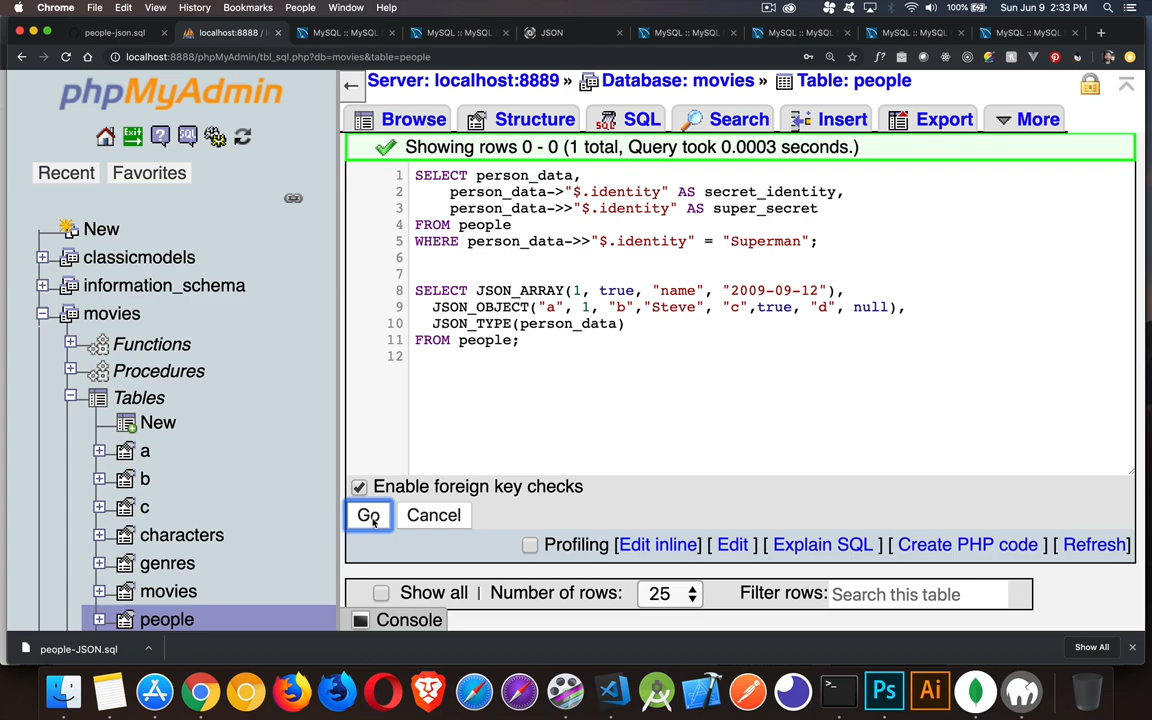 Chrome File Edit View History Bookmarks People Window Help 100% Sun Jun 9 2:33 PM
people-json.sql localhost:8888 / l MySQL :: MySQL MySQL :: MySQL JSON MySQL :: MySQL MySQL :: MySQL MySQL :: MySQL MySQL :: MySQL
localhost:8888/phpMyAdmin/tbl_sql.php?db=movies&table=people
phpMyAdmin
Recent Favorites
New
classicmodels
information_schema
movies
Functions
Procedures
Tables
New
a
b
c
characters
genres
movies
people
Server: localhost:8889 » Database: movies » Table: people
Browse Structure SQL Search Insert Export More
Showing rows 0 - 0 (1 total, Query took 0.0003 seconds.)
1 SELECT person_data,
2 person_data->"$.identity" AS secret_identity,
3 person_data->>"$.identity" AS super_secret
4 FROM people
5 WHERE person_data->>"$.identity" = "Superman";
6
7
8 SELECT JSON_ARRAY(1, true, "name", "2009-09-12"),
9 JSON_OBJECT("a", 1, "b","Steve", "c",true, "d", null),
10 JSON_TYPE(person_data)
11 FROM people;
12
Enable foreign key checks
Go Cancel
Profiling [Edit inline] [ Edit ] [ Explain SQL ] [ Create PHP code ] [ Refresh]
Show all | Number of rows: 25 Filter rows: Search this table
Console
people-JSON.sql Show All
Ps Ai